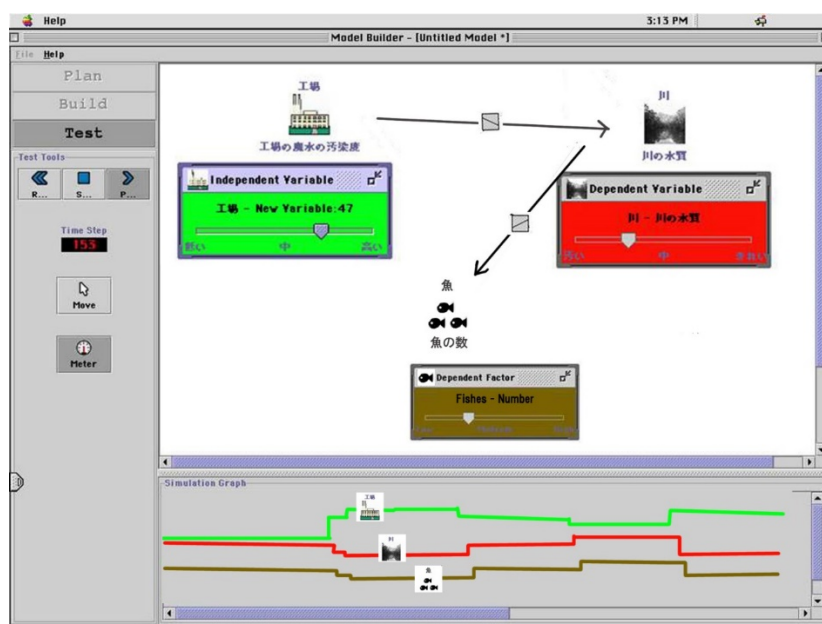 Help
3:13 PM
Model Builder - [Untitled Model *]
File Help
Plan
Build
Test
Test Tools
R... S... P...
Time Step
153
Move
Meter
工場
工場の廃水の汚染度
川
川の水質
Independent Variable
工場 - New Variable:47
中 高い
Dependent Variable
川 - 川の水質
汚い 中 きれい
魚
魚の数
Dependent Factor
Fishes - Number
Simulation Graph
工場
川
魚